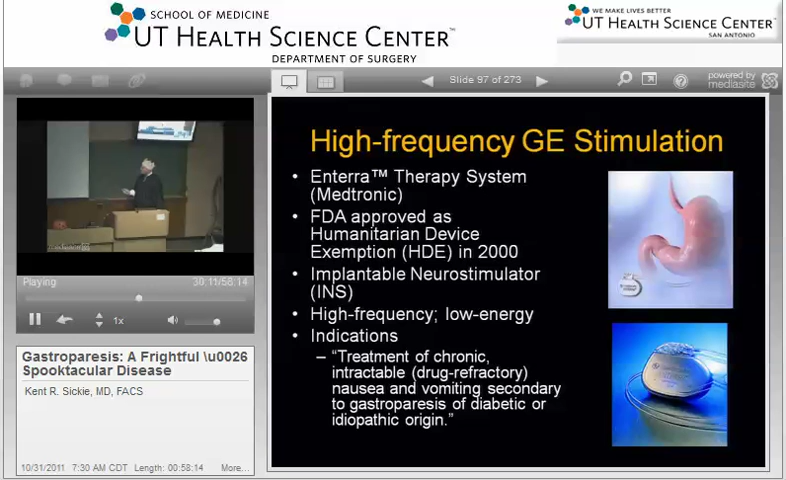 SCHOOL OF MEDICINE
UT HEALTH SCIENCE CENTER™
DEPARTMENT OF SURGERY
WE MAKE LIVES BETTER
UT HEALTH SCIENCE CENTER™
SAN ANTONIO
Slide 97 of 273
powered by
mediasite
High-frequency GE Stimulation
• Enterra™ Therapy System
(Medtronic)
• FDA approved as
Humanitarian Device
Exemption (HDE) in 2000
• Implantable Neurostimulator
(INS)
• High-frequency; low-energy
• Indications
– “Treatment of chronic,
intractable (drug-refractory)
nausea and vomiting secondary
to gastroparesis of diabetic or
idiopathic origin.”
Playing
30:11/58:14
1x
Gastroparesis: A Frightful \u0026
Spooktacular Disease
Kent R. Sickie, MD, FACS
10/31/2011 7:30 AM CDT Length: 00:58:14 More...